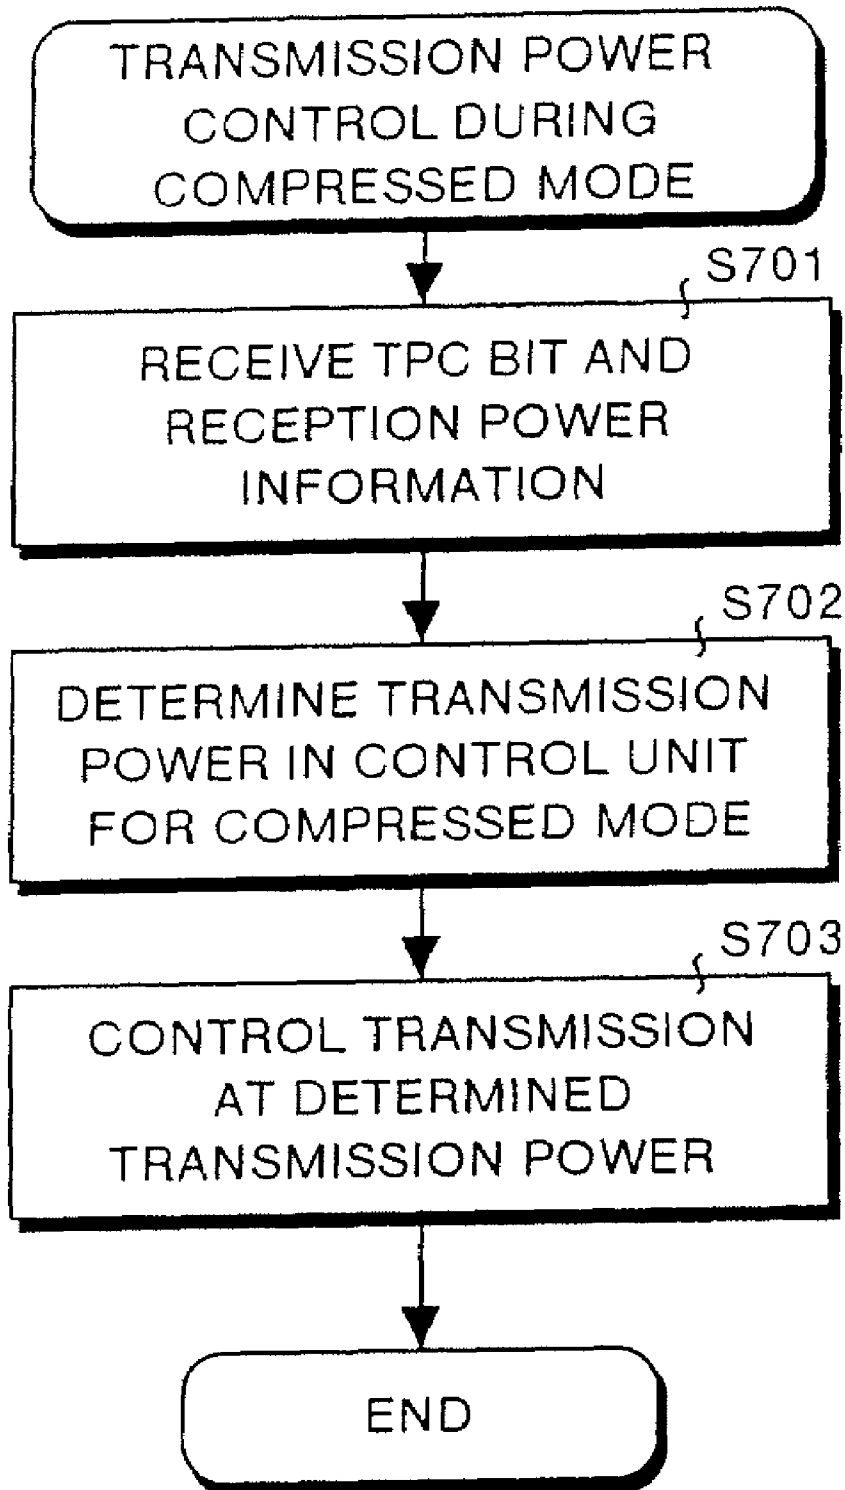 TRANSMISSION POWER
CONTROL DURING
COMPRESSED MODE
S701
RECEIVE TPC BIT AND
RECEPTION POWER
INFORMATION
S702
DETERMINE TRANSMISSION
POWER IN CONTROL UNIT
FOR COMPRESSED MODE
S703
CONTROL TRANSMISSION
AT DETERMINED
TRANSMISSION POWER
END